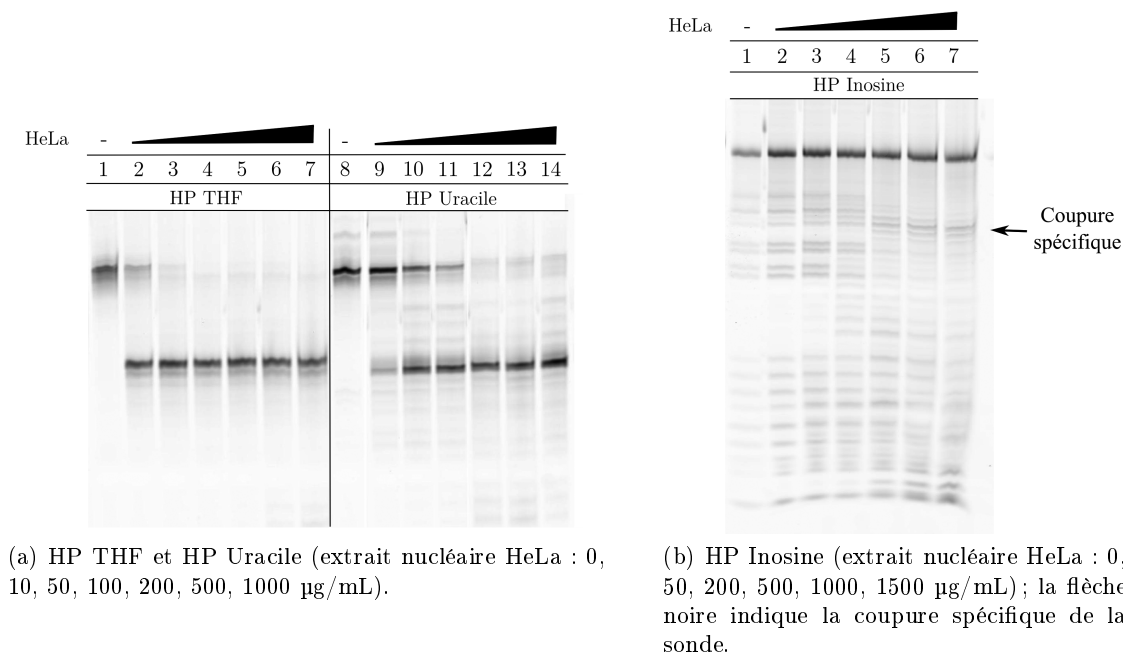 HeLa
-
1 2 3 4 5 6 7
HP Inosine
Coupure
spécifique
HeLa
- -
1 2 3 4 5 6 7 8 9 10 11 12 13 14
HP THF HP Uracile
(a) HP THF et HP Uracile (extrait nucléaire HeLa : 0,
10, 50, 100, 200, 500, 1000 µg/mL).
(b) HP Inosine (extrait nucléaire HeLa : 0,
50, 200, 500, 1000, 1500 µg/mL) ; la flèche
noire indique la coupure spécifique de la
sonde.